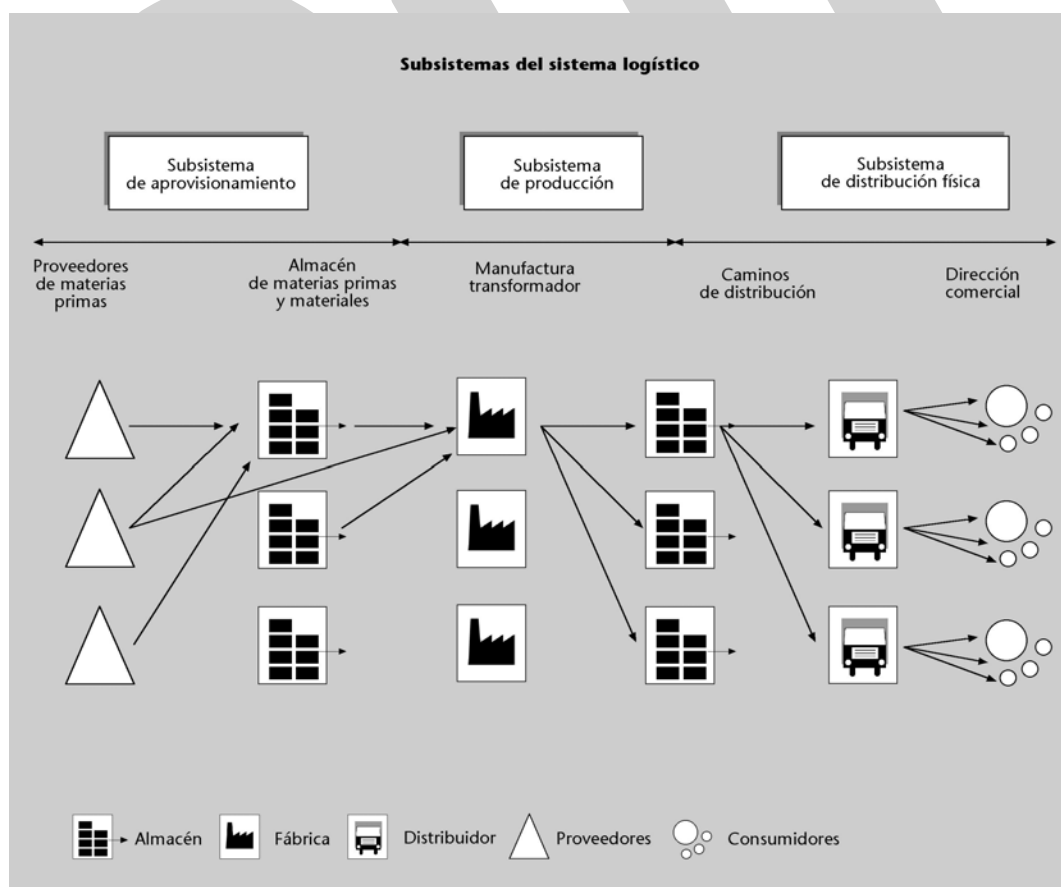 Subsistemas del sistema logístico
Subsistema
de aprovisionamiento
Subsistema
de producción
Subsistema
de distribución física
Proveedores
de materias
primas
Almacén
de materias primas
y materiales
Manufactura
transformador
Caminos
de distribución
Dirección
comercial
Almacén
Fábrica
Distribuidor
Proveedores
Consumidores